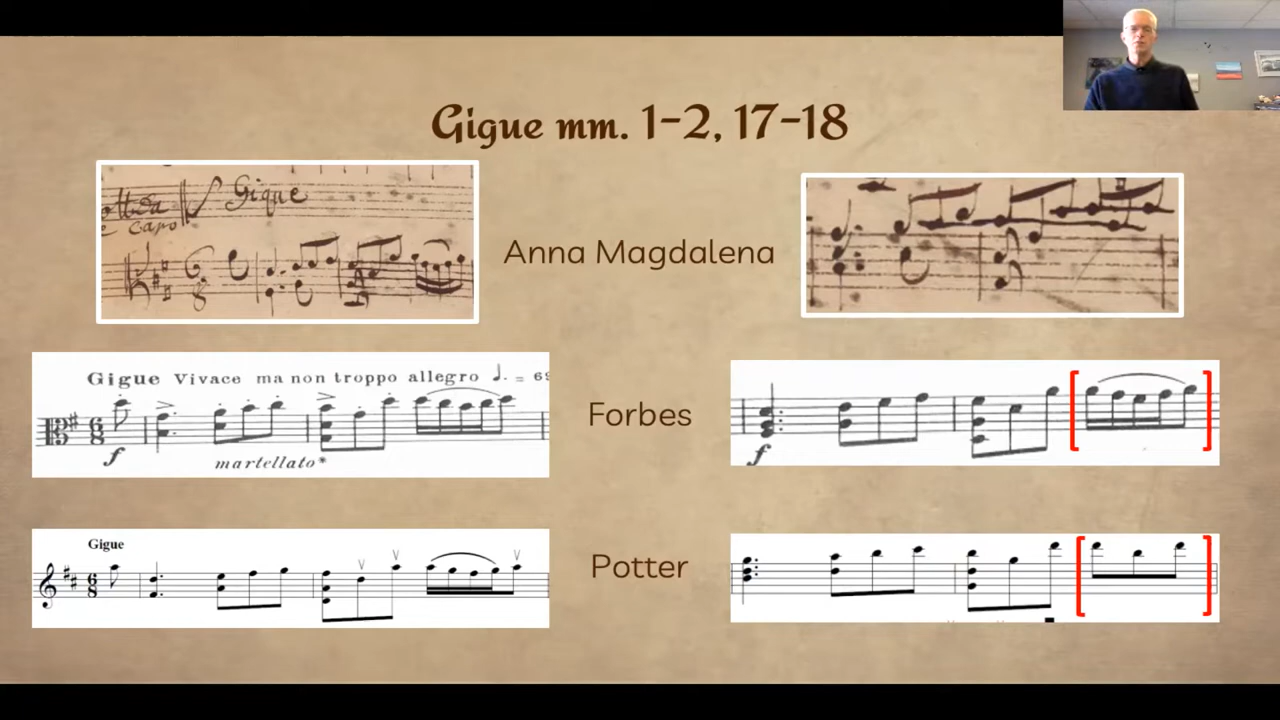 Gigue mm. 1-2, 17-18
Gigue
Capo
Anna Magdalena
Gigue Vivace ma non troppo allegro ♩. = 69
f
martellato*
Forbes
f
Gigue
Potter